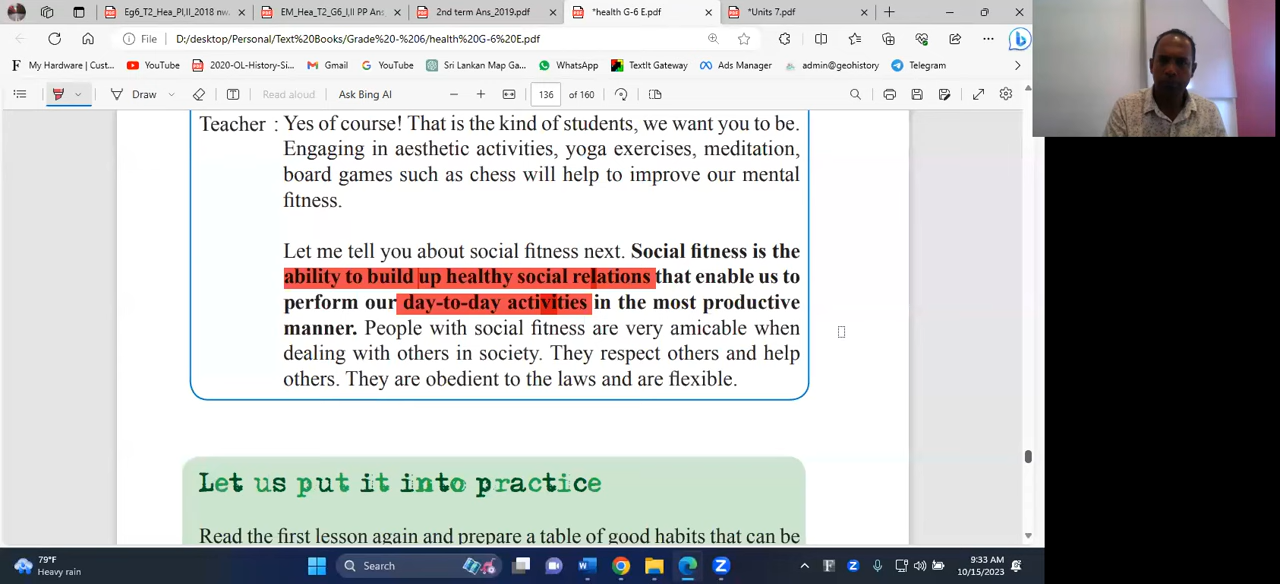 Eg6_T2_Hea_PI,II_2018 nw.
EM_Hea_T2_G6_I,II PP Ans
2nd term Ans_2019.pdf
*health G-6 E.pdf
*Units 7.pdf
File
D:/desktop/Personal/Text%20Books/Grade%20-%206/health%20G-6%20E.pdf
My Hardware | Cust...
YouTube
2020-OL-History-Si...
Gmail
YouTube
Sri Lankan Map Ga...
WhatsApp
Textlt Gateway
Ads Manager
admin@geohistory
Telegram
Draw
Read aloud
Ask Bing AI
136 of 160
Teacher : Yes of course! That is the kind of students, we want you to be.
Engaging in aesthetic activities, yoga exercises, meditation,
board games such as chess will help to improve our mental
fitness.
Let me tell you about social fitness next. Social fitness is the
ability to build up healthy social relations that enable us to
perform our day-to-day activities in the most productive
manner. People with social fitness are very amicable when
dealing with others in society. They respect others and help
others. They are obedient to the laws and are flexible.
Let us put it into practice
Read the first lesson again and prepare a table of good habits that can be
79°F
Heavy rain
Search
9:33 AM
10/15/2023